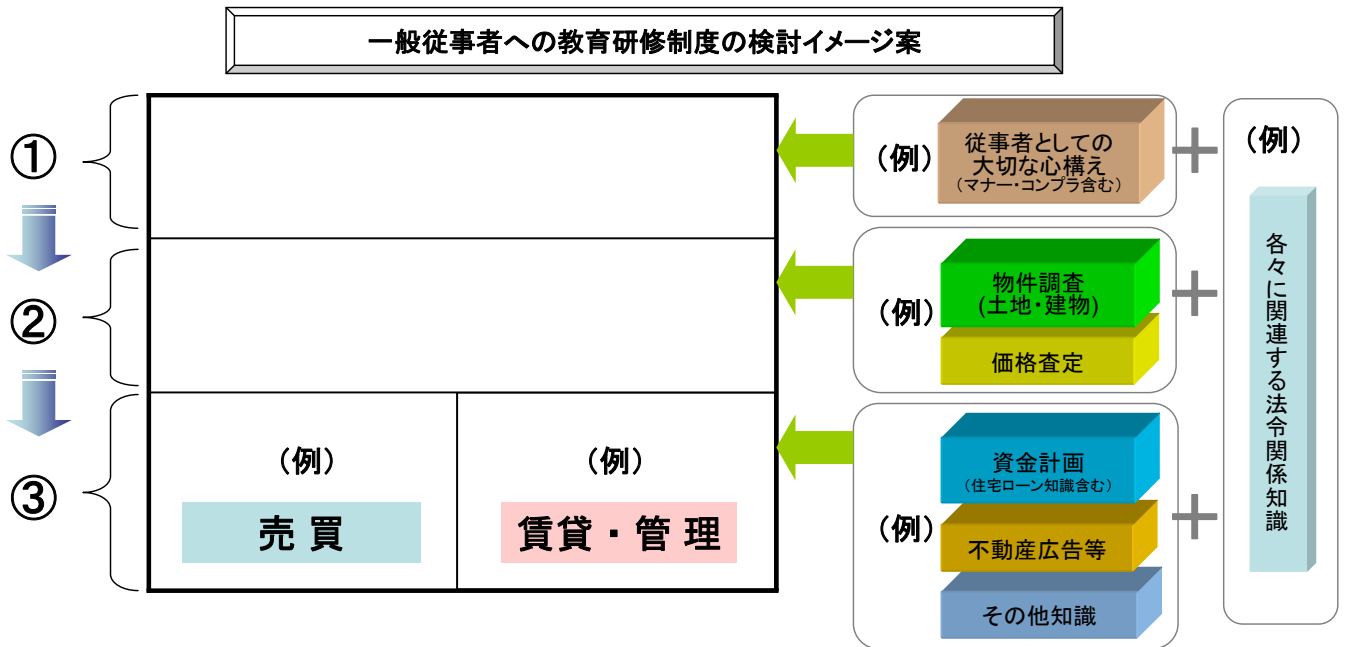 一般従事者への教育研修制度の検討イメージ案
①
(例)
従事者としての
大切な心構え
(マナー・コンプラ含む)
+
(例)
各々に関連する法令関係知識
②
(例)
物件調査
(土地・建物)
価格査定
+
③
(例)
売買
(例)
賃貸・管理
(例)
資金計画
(住宅ローン知識含む)
不動産広告等
その他知識
+